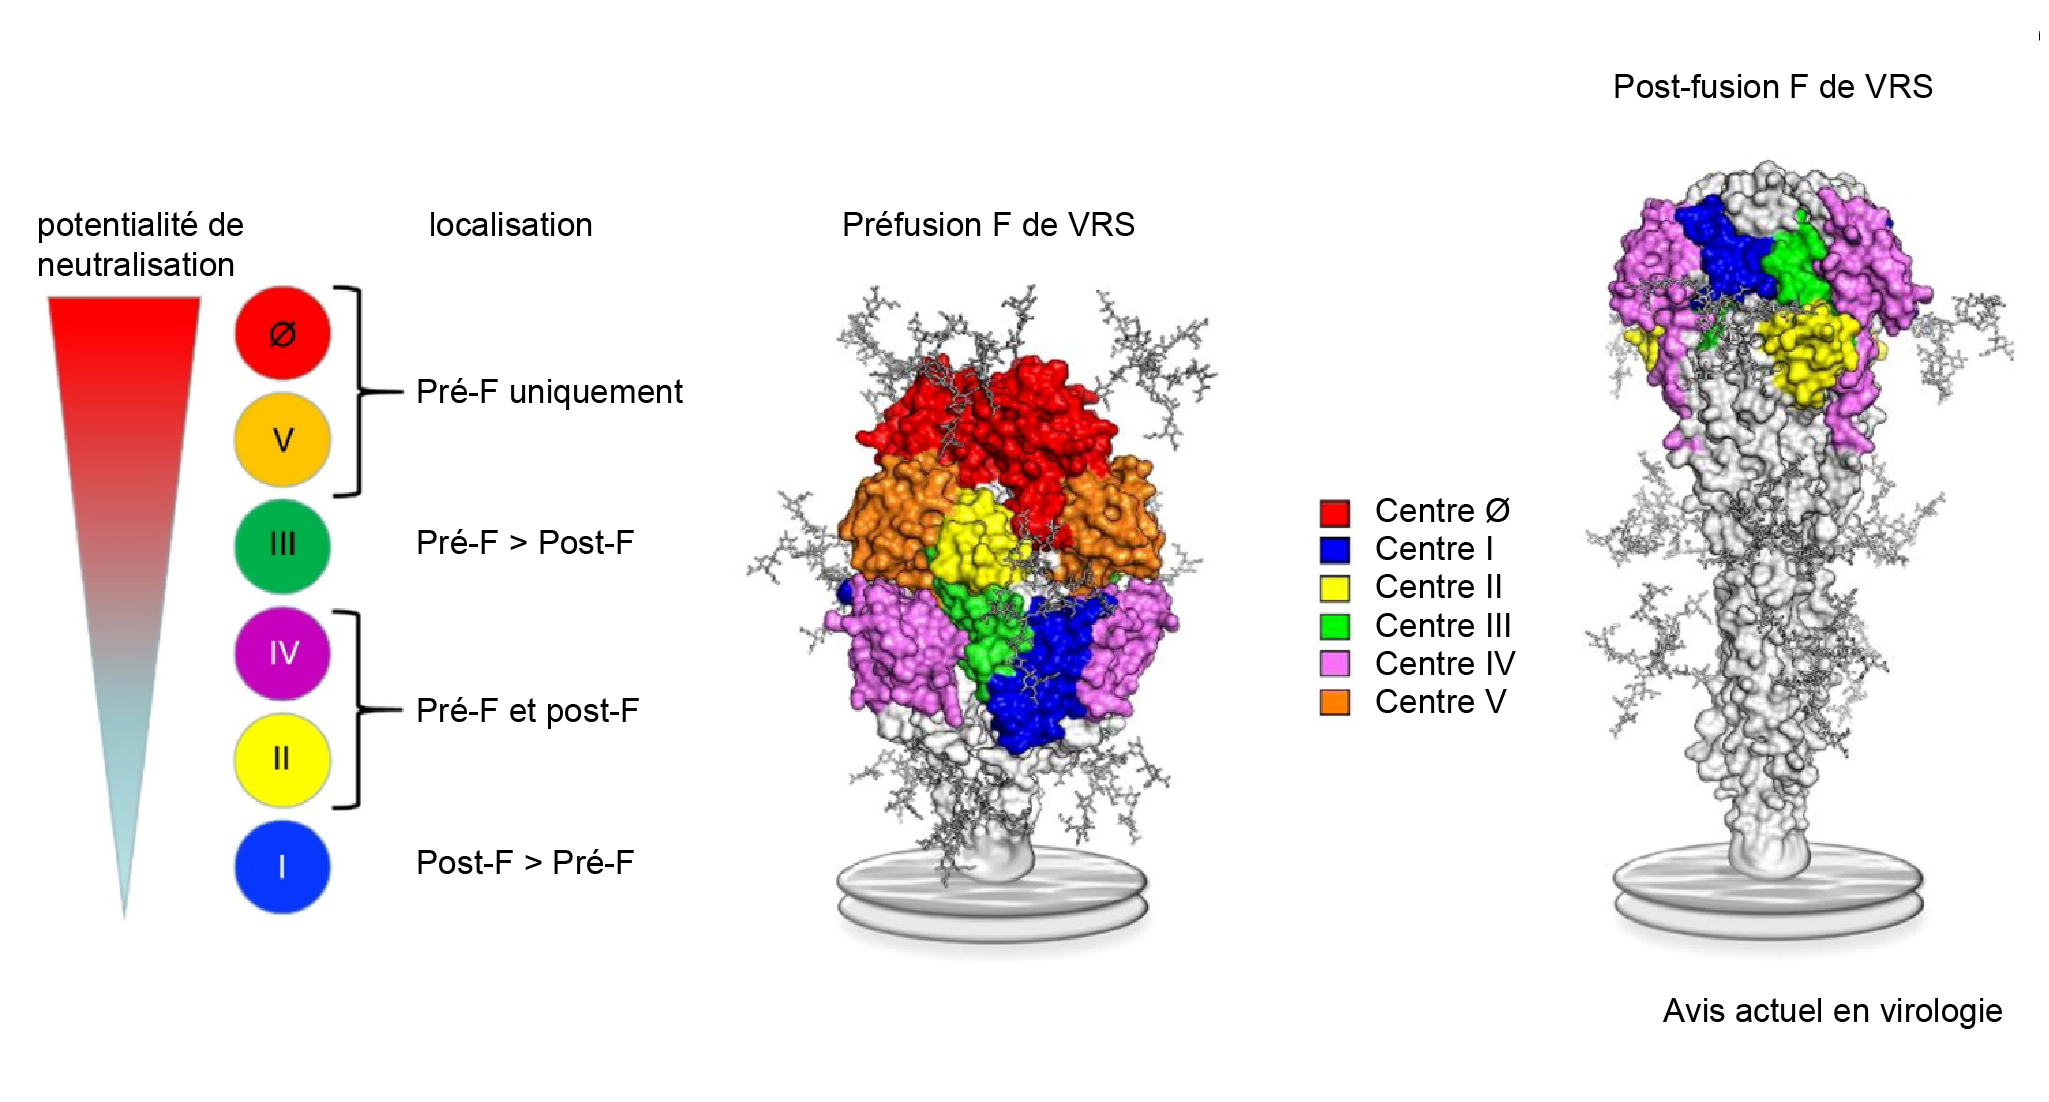 Post-fusion F de VRS
potentialité de
neutralisation
localisation
Préfusion F de VRS
Ø
V
Pré-F uniquement
III
Pré-F > Post-F
IV
II
Pré-F et post-F
I
Post-F > Pré-F
Centre Ø
Centre I
Centre II
Centre III
Centre IV
Centre V
Avis actuel en virologie